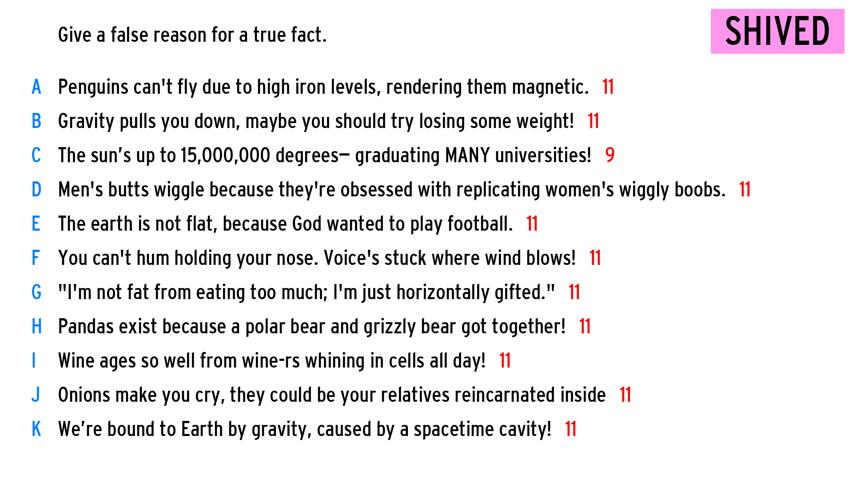 Give a false reason for a true fact.
SHIVED
A Penguins can't fly due to high iron levels, rendering them magnetic. 11
B Gravity pulls you down, maybe you should try losing some weight! 11
C The sun’s up to 15,000,000 degrees— graduating MANY universities! 9
D Men's butts wiggle because they're obsessed with replicating women's wiggly boobs. 11
E The earth is not flat, because God wanted to play football. 11
F You can't hum holding your nose. Voice's stuck where wind blows! 11
G "I'm not fat from eating too much; I'm just horizontally gifted." 11
H Pandas exist because a polar bear and grizzly bear got together! 11
I Wine ages so well from wine-rs whining in cells all day! 11
J Onions make you cry, they could be your relatives reincarnated inside 11
K We’re bound to Earth by gravity, caused by a spacetime cavity! 11